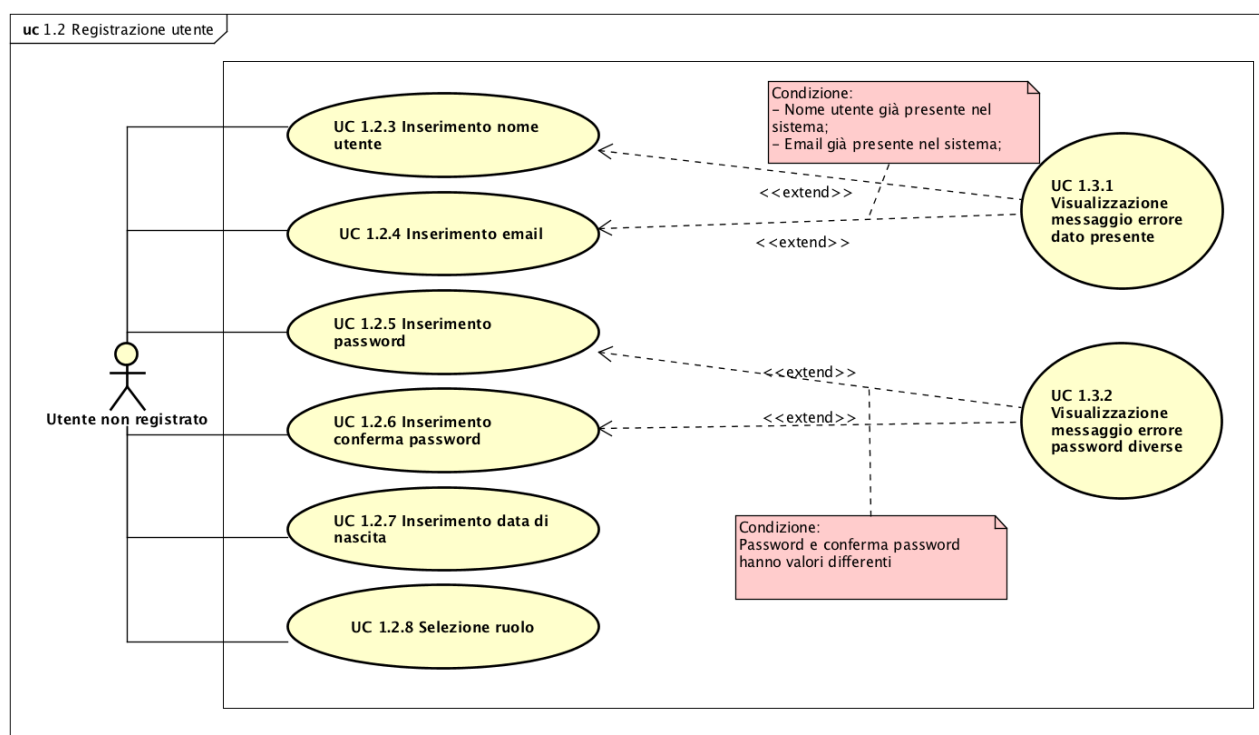 uc 1.2 Registrazione utente
UC 1.2.3 Inserimento nome
utente
Condizione:
– Nome utente già presente nel
sistema;
– Email già presente nel sistema;
<<extend>>
UC 1.3.1
Visualizzazione
messaggio errore
dato presente
UC 1.2.4 Inserimento email
<<extend>>
UC 1.2.5 Inserimento
password
<<extend>>
Utente non registrato
UC 1.2.6 Inserimento
conferma password
<<extend>>
UC 1.3.2
Visualizzazione
messaggio errore
password diverse
UC 1.2.7 Inserimento data di
nascita
Condizione:
Password e conferma password
hanno valori differenti
UC 1.2.8 Selezione ruolo